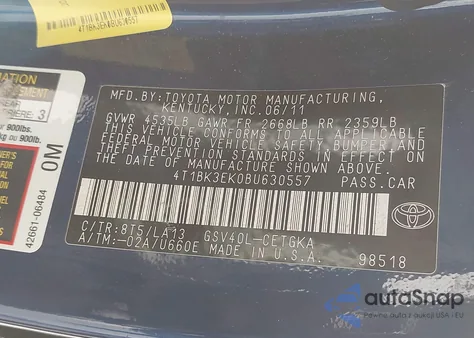 4T1BK3EK0BU630557
MFD. BY: TOYOTA MOTOR MANUFACTURING,
KENTUCKY, INC. 06/11
GVWR 4535LB GAWR FR 2668LB RR 2359LB
THIS VEHICLE CONFORMS TO ALL APPLICABLE
FEDERAL MOTOR VEHICLE SAFETY, BUMPER, AND
THEFT PREVENTION STANDARDS IN EFFECT ON
THE DATE OF MANUFACTURE SHOWN ABOVE.
4T1BK3EK0BU630557 PASS.CAR
C/TR: 8T5/LA13 GSV40L-CETGKA
A/TM: -02A/U660E MADE IN U.S.A.
98518
TOYOTA
42661-06484
0M
3
900lbs.
autoSnap